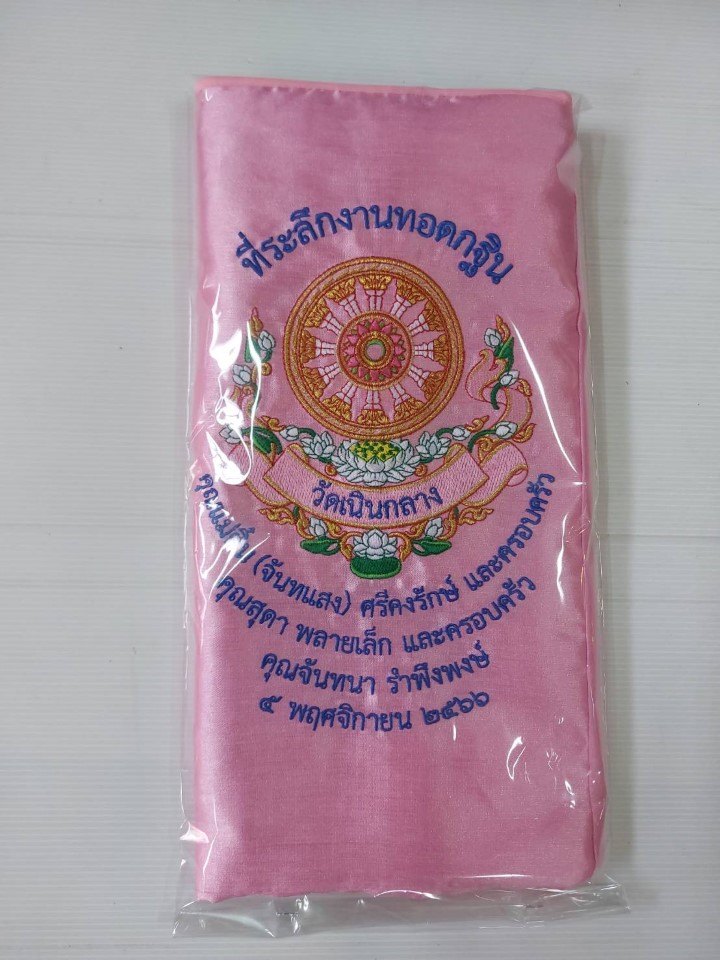 ที่ระลึกงานทอดกฐิน
วัดเนินกลาง
(จันทแสง) ศรีคงรักษ์ และครอบครัว
คุณสุดา พลายเล็ก และครอบครัว
คุณจันทนา รำพึงพงษ์
๕ พฤศจิกายน ๒๕๖๖